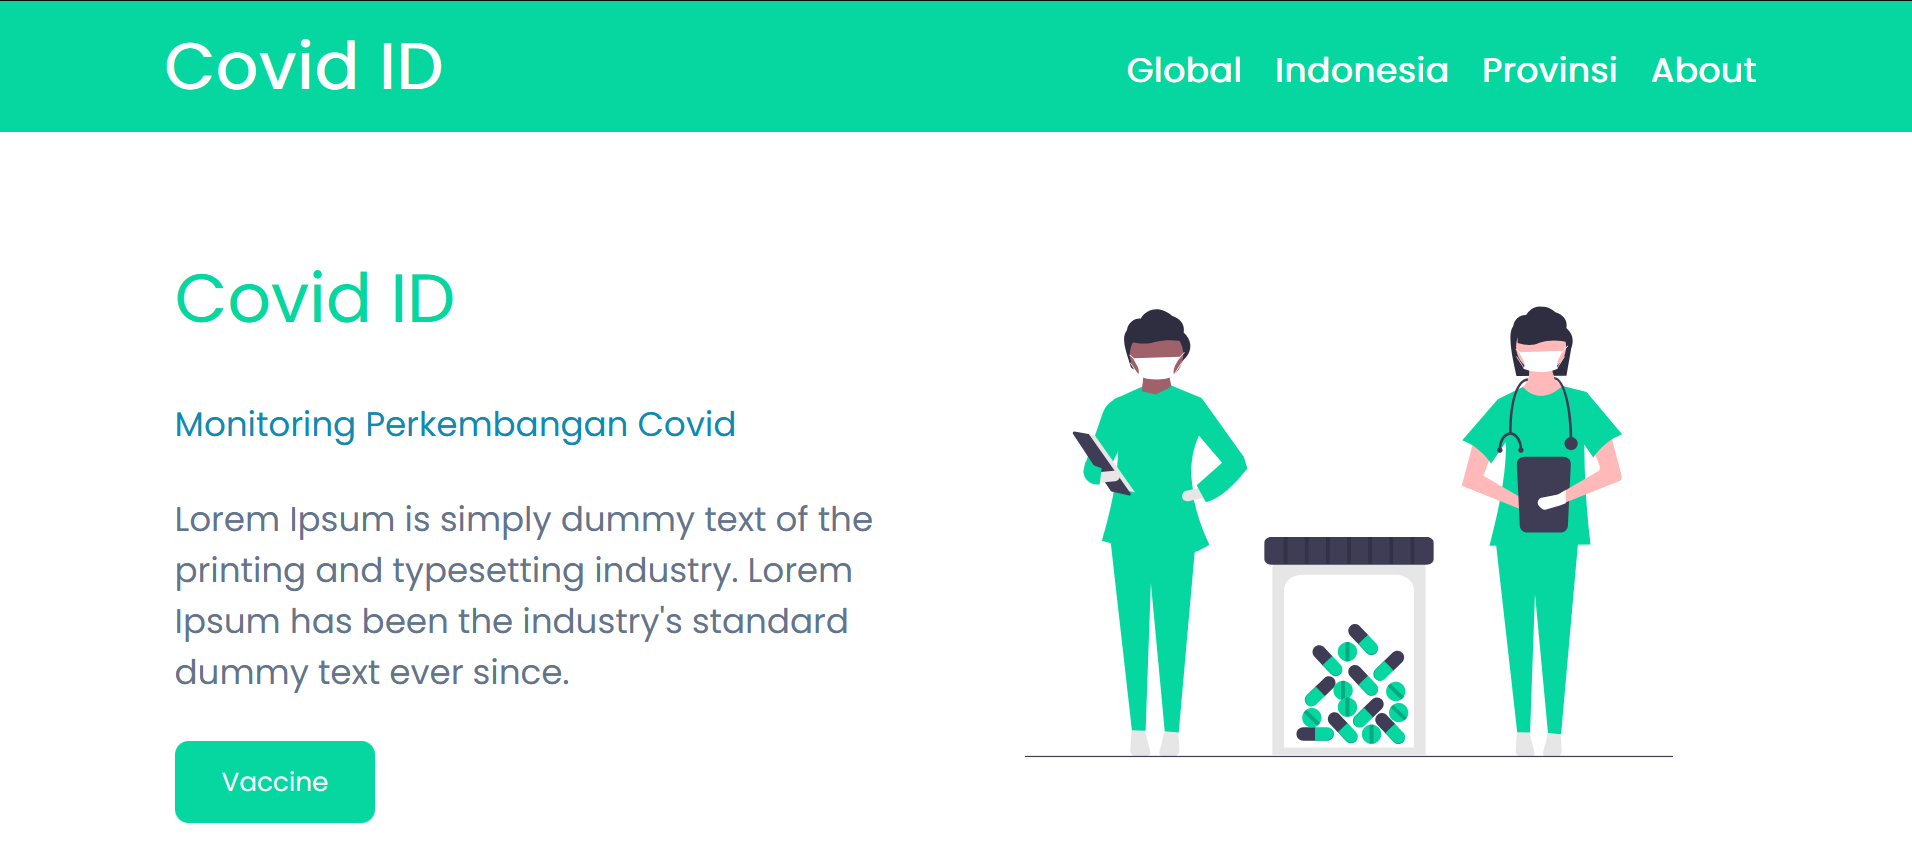 Covid ID
Global Indonesia Provinsi About
Covid ID
Monitoring Perkembangan Covid
Lorem Ipsum is simply dummy text of the
printing and typesetting industry. Lorem
Ipsum has been the industry's standard
dummy text ever since.
Vaccine